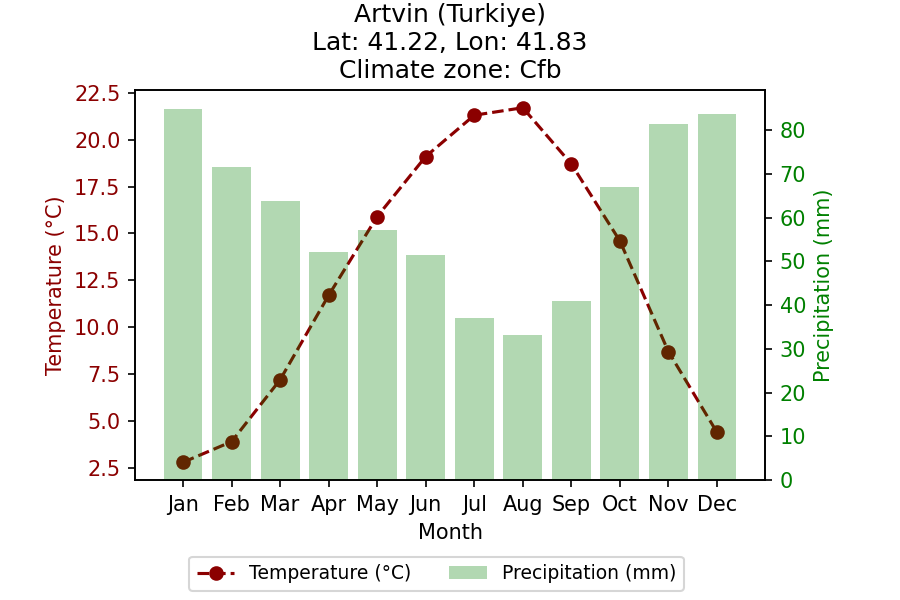 Artvin (Turkiye)
Lat: 41.22, Lon: 41.83
Climate zone: Cfb
22.5
20.0
17.5
15.0
12.5
10.0
7.5
5.0
2.5
Temperature (°C)
80
70
60
50
40
30
20
10
0
Precipitation (mm)
Jan Feb Mar Apr May Jun Jul Aug Sep Oct Nov Dec
Month
Temperature (°C) Precipitation (mm)